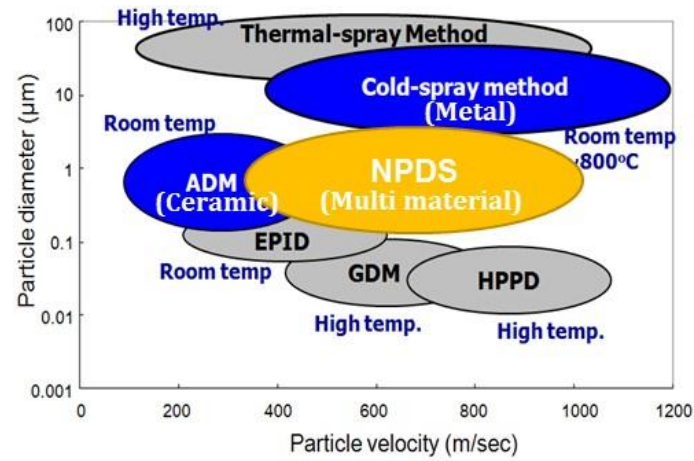 High temp.
100
Thermal-spray Method
Cold-spray method
(Metal)
10
Room temp
Room temp
~800°C
1
ADM
(Ceramic)
NPDS
(Multi material)
0.1
EPID
Room temp
GDM
HPPD
0.01
High temp.
High temp.
0.001
0
200
400
600
800
1000
1200
Particle diameter (μm)
Particle velocity (m/sec)